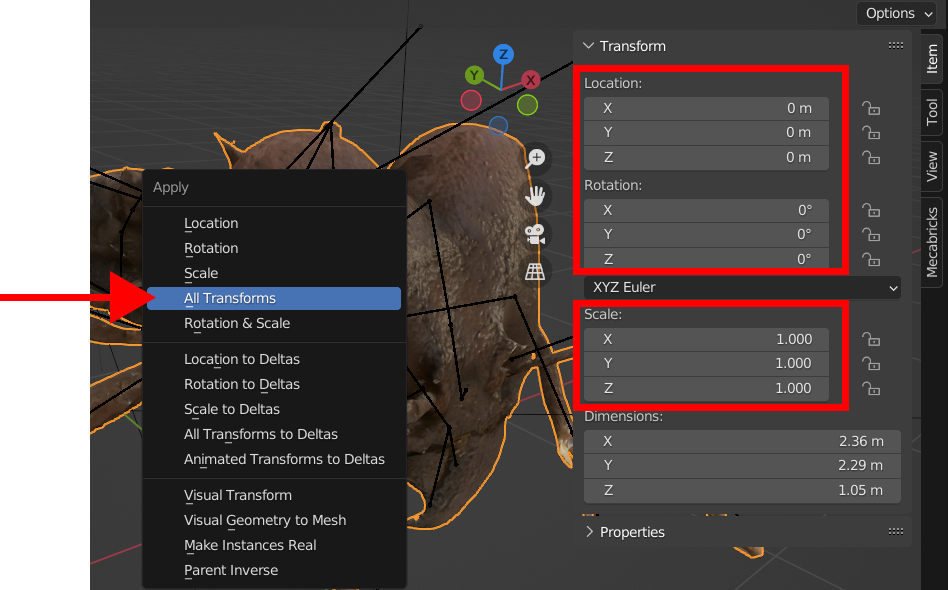 Options
Transform
Location:
X 0 m
Y 0 m
Z 0 m
Rotation:
X 0°
Y 0°
Z 0°
XYZ Euler
Scale:
X 1.000
Y 1.000
Z 1.000
Dimensions:
X 2.36 m
Y 2.29 m
Z 1.05 m
Properties
Item
Tool
View
Mecabricks
Z
Y
X
Apply
Location
Rotation
Scale
All Transforms
Rotation & Scale
Location to Deltas
Rotation to Deltas
Scale to Deltas
All Transforms to Deltas
Animated Transforms to Deltas
Visual Transform
Visual Geometry to Mesh
Make Instances Real
Parent Inverse